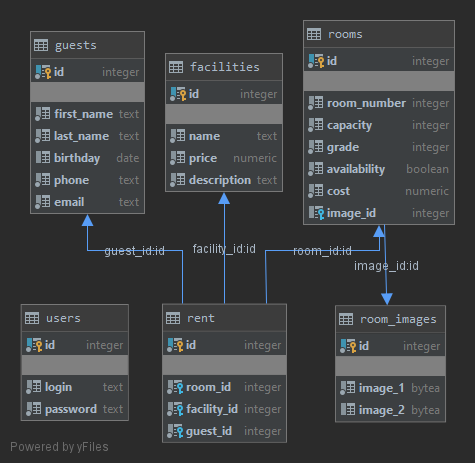 guests
id integer
first_name text
last_name text
birthday date
phone text
email text
facilities
id integer
name text
price numeric
description text
rooms
id integer
room_number integer
capacity integer
grade integer
availability boolean
cost numeric
image_id integer
guest_id:id
facility_id:id
room_id:id
image_id:id
users
id integer
login text
password text
rent
id integer
room_id integer
facility_id integer
guest_id integer
room_images
id integer
image_1 bytea
image_2 bytea
Powered by yFiles